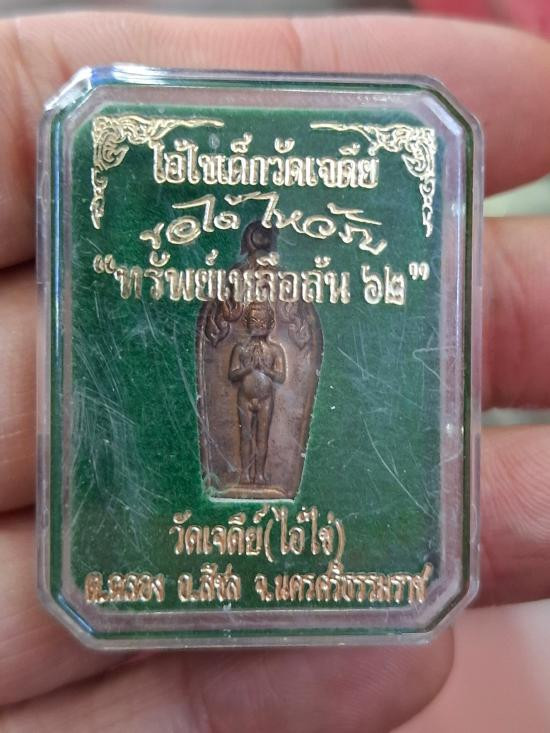 ไอ้ไข่เด็กวัดเจดีย์
ขอได้ไหว้รับ
“ทรัพย์เหลือล้น ๖๒”
วัดเจดีย์(ไอ้ไข่)
ต.ฉลอง อ.สิชล จ.นครศรีธรรมราช